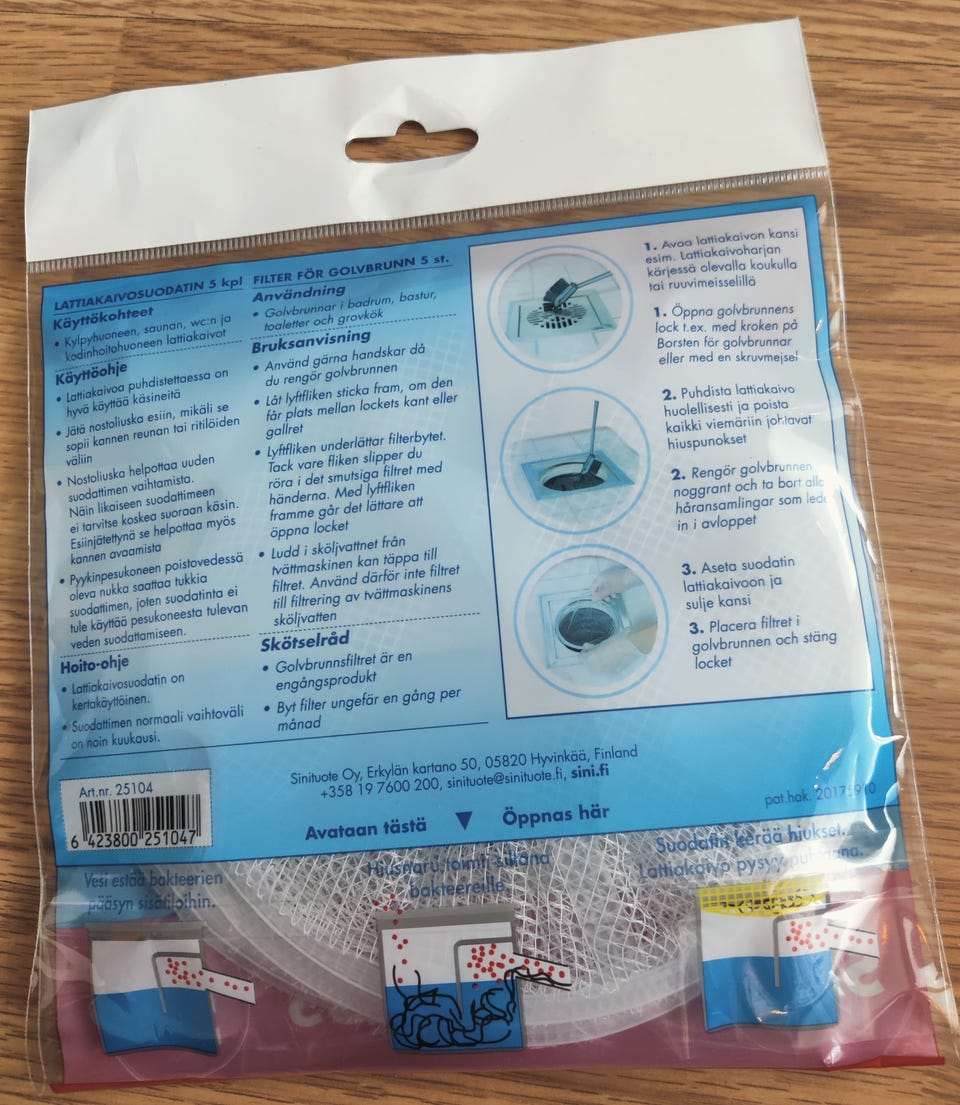 LATTIAKAIVOSUODATIN 5 kpl
Käyttökohteet
• Kylpyhuoneen, saunan, wc:n ja
kodinhoitohuoneen lattiakaivot
Käyttöohje
• Lattiakaivoa puhdistettaessa on
hyvä käyttää käsineitä
• Jätä nostoliuska esiin, mikäli se
sopii kannen reunan tai ritilöiden
väliin
• Nostoliuska helpottaa uuden
suodattimen vaihtamista.
Näin likaiseen suodattimeen
ei tarvitse koskea suoraan käsin.
Esiinjätettynä se helpottaa myös
kannen avaamista
• Pyykinpesukoneen poistovedessä
oleva nukka saattaa tukkia
suodattimen, joten suodatinta ei
tule käyttää pesukoneesta tulevan
veden suodattamiseen.
Hoito-ohje
• Lattiakaivosuodatin on
kertakäyttöinen.
• Suodattimen normaali vaihtoväli
on noin kuukausi.
FILTER FÖR GOLVBRUNN 5 st.
Användning
• Golvbrunnar i badrum, bastur,
toaletter och grovkök
Bruksanvisning
• Använd gärna handskar då
du rengör golvbrunnen
• Låt lyftfliken sticka fram, om den
får plats mellan lockets kant eller
gallret
• Lyftfliken underlättar filterbytet.
Tack vare fliken slipper du
röra i det smutsiga filtret med
händerna. Med lyftfliken
framme går det lättare att
öppna locket
• Ludd i sköljvattnet från
tvättmaskinen kan täppa till
filtret. Använd därför inte filtret
till filtrering av tvättmaskinens
sköljvatten
Skötselråd
• Golvbrunnsfiltret är en
engångsprodukt
• Byt filter ungefär en gång per
månad
1. Avaa lattiakaivon kansi
esim. Lattiakaivoharjan
kärjessä olevalla koukulla
tai ruuvimeisselillä
1. Öppna golvbrunnens
lock t.ex. med kroken på
Borsten för golvbrunnar
eller med en skruvmejsel
2. Puhdista lattiakaivo
huolellisesti ja poista
kaikki viemäriin johtavat
hiuspunokset
2. Rengör golvbrunnen
noggrant och ta bort alla
håransamlingar som leder
in i avloppet
3. Aseta suodatin
lattiakaivoon ja
sulje kansi
3. Placera filtret i
golvbrunnen och stäng
locket
Sinituote Oy, Erkylän kartano 50, 05820 Hyvinkää, Finland
+358 19 7600 200, sinituote@sinituote.fi, sini.fi
Art.nr. 25104
6 423800 251047
pat.hak. 20175910
Avataan tästä ▼ Öppnas här
Vesi estää bakteerien
pääsyn sisätiloihin.
Hiusnaru toimii siltana
bakteereille.
Suodatin kerää hiukset.
Lattiakaivo pysyy puhtaana.